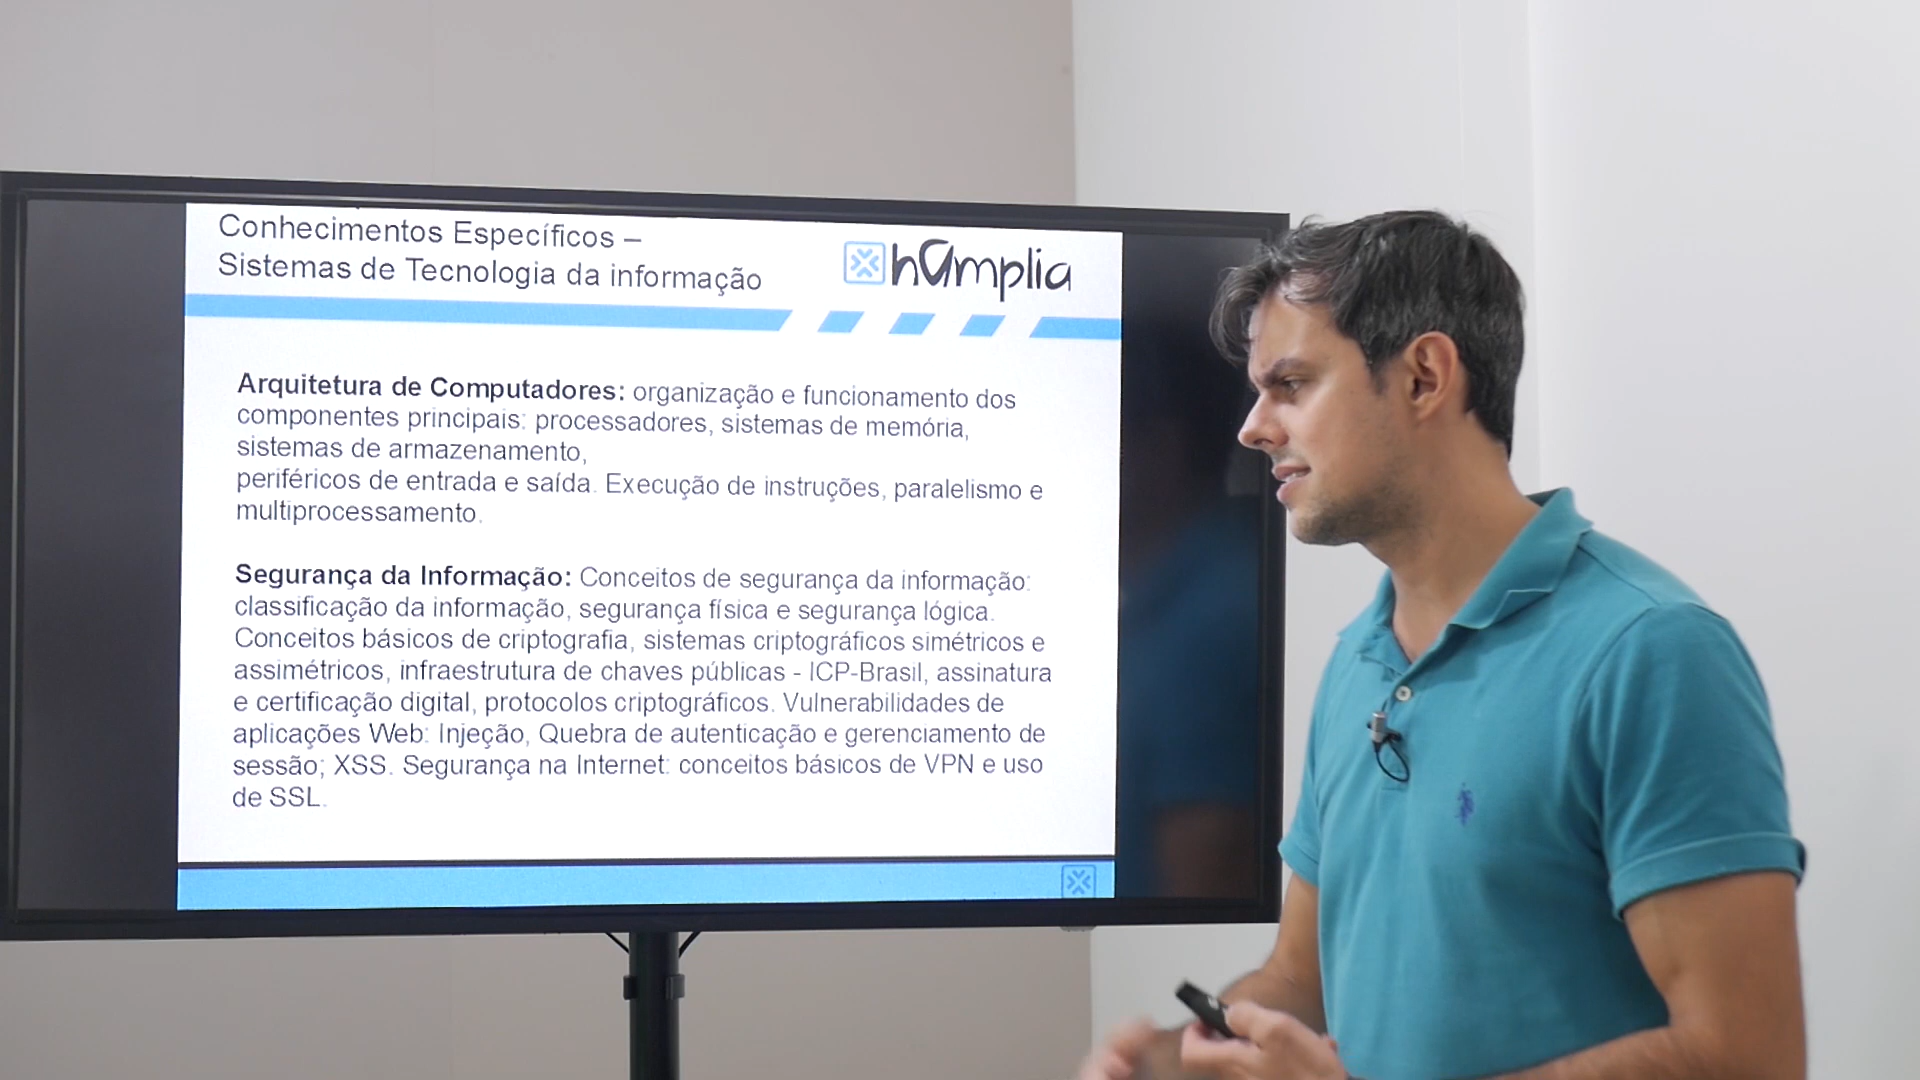 Conhecimentos Específicos –
Sistemas de Tecnologia da informação
hamplia
Arquitetura de Computadores: organização e funcionamento dos
componentes principais: processadores, sistemas de memória,
sistemas de armazenamento,
periféricos de entrada e saída. Execução de instruções, paralelismo e
multiprocessamento.
Segurança da Informação: Conceitos de segurança da informação:
classificação da informação, segurança física e segurança lógica.
Conceitos básicos de criptografia, sistemas criptográficos simétricos e
assimétricos, infraestrutura de chaves públicas - ICP-Brasil, assinatura
e certificação digital, protocolos criptográficos. Vulnerabilidades de
aplicações Web: Injeção, Quebra de autenticação e gerenciamento de
sessão; XSS. Segurança na Internet: conceitos básicos de VPN e uso
de SSL.